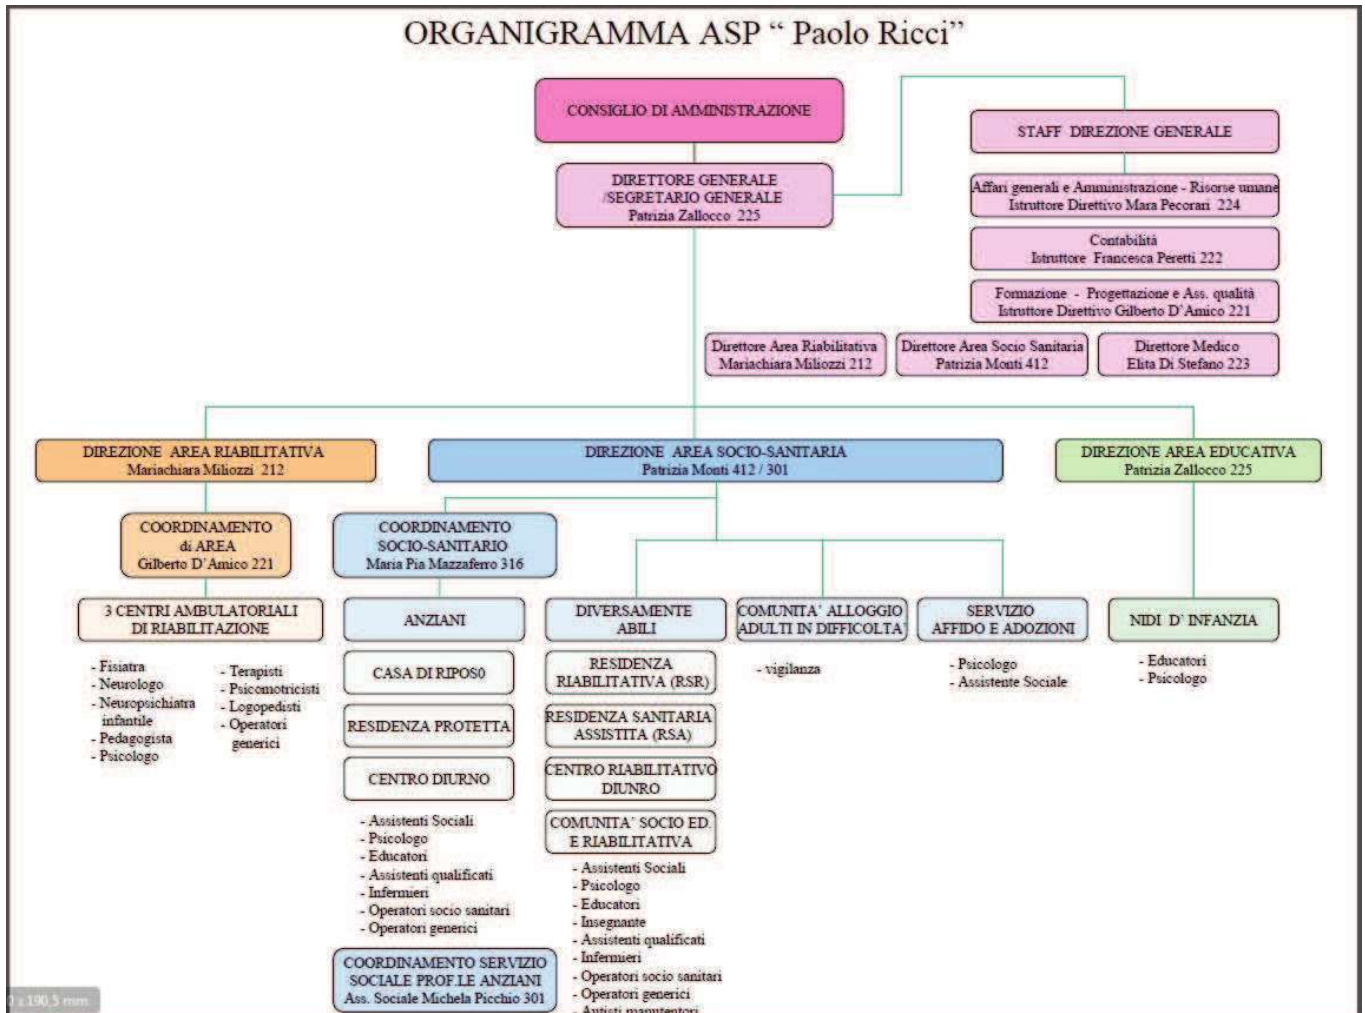 ORGANIGRAMMA ASP “ Paolo Ricci”
CONSIGLIO DI AMMINISTRAZIONE
DIRETTORE GENERALE
/SEGRETARIO GENERALE
Patrizia Zallocco 225
STAFF DIREZIONE GENERALE
Affari generali e Amministrazione - Risorse umane
Istruttore Direttivo Mara Pecorari 224
Contabilità
Istruttore Francesca Peretti 222
Formazione - Progettazione e Ass. qualità
Istruttore Direttivo Gilberto D’Amico 221
Direttore Area Riabilitativa
Mariachiara Miliozzi 212
Direttore Area Socio Sanitaria
Patrizia Monti 412
Direttore Medico
Elita Di Stefano 223
DIREZIONE AREA RIABILITATIVA
Mariachiara Miliozzi 212
DIREZIONE AREA SOCIO-SANITARIA
Patrizia Monti 412 / 301
DIREZIONE AREA EDUCATIVA
Patrizia Zallocco 225
COORDINAMENTO
di AREA
Gilberto D’Amico 221
COORDINAMENTO
SOCIO-SANITARIO
Maria Pia Mazzaferro 316
3 CENTRI AMBULATORIALI
DI RIABILITAZIONE
- Fisiatra
- Neurologo
- Neuropsichiatra
infantile
- Pedagogista
- Psicologo
- Terapisti
- Psicomotricisti
- Logopedisti
- Operatori
generici
ANZIANI
CASA DI RIPOS0
RESIDENZA PROTETTA
CENTRO DIURNO
- Assistenti Sociali
- Psicologo
- Educatori
- Assistenti qualificati
- Infermieri
- Operatori socio sanitari
- Operatori generici
COORDINAMENTO SERVIZIO
SOCIALE PROF.LE ANZIANI
Ass. Sociale Michela Picchio 301
DIVERSAMENTE
ABILI
RESIDENZA
RIABILITATIVA (RSR)
RESIDENZA SANITARIA
ASSISTITA (RSA)
CENTRO RIABILITATIVO
DIUNRO
COMUNITA’ SOCIO ED.
E RIABILITATIVA
- Assistenti Sociali
- Psicologo
- Educatori
- Insegnante
- Assistenti qualificati
- Infermieri
- Operatori socio sanitari
- Operatori generici
- Autisti manutentori
COMUNITA’ ALLOGGIO
ADULTI IN DIFFICOLTA’
- vigilanza
SERVIZIO
AFFIDO E ADOZIONI
- Psicologo
- Assistente Sociale
NIDI D’ INFANZIA
- Educatori
- Psicologo
x 190,5 mm